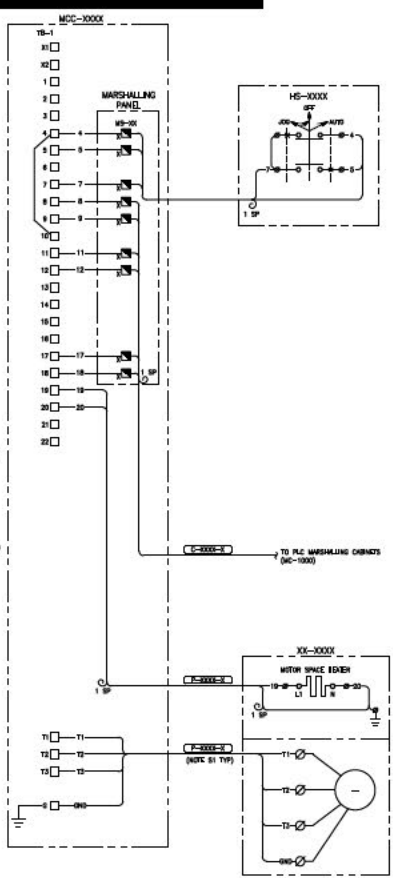 MCC-XXXX
TB-1
X1
X2
1
2
3
4 4
5 5
6
7 7
8 8
9 9
10
11 11
12 12
13
14
15
16
17 17
18 18
19 19
20 20
21
22
MARSHALLING
PANEL
MS-XX
X
X
X
X
X
X
X
X
X
1 SP
HS-XXXX
OFF
JOG AUTO
4
7 5
1 SP
C-XXXX-X
TO PLC MARSHALLING CABINETS
(MC-1000)
1 SP
P-XXXX-X
XX-XXXX
MOTOR SPACE HEATER
19 20
L1 N
1 SP
T1 T1
T2 T2
T3 T3
G GND
P-XXXX-X
(NOTE S1 TYP)
T1
T2
T3
GND